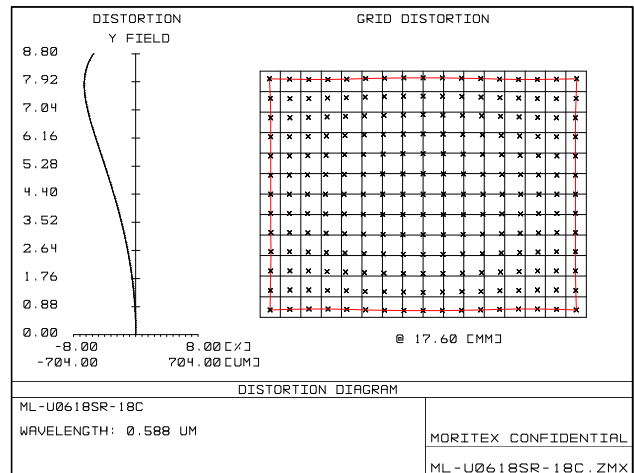 DISTORTION
Y FIELD
8.80
7.92
7.04
6.16
5.28
4.40
3.52
2.64
1.76
0.88
0.00
-8.00 8.00[%]
-704.00 704.00[UM]
GRID DISTORTION
@ 17.60 [MM]
DISTORTION DIAGRAM
ML-U0618SR-18C
WAVELENGTH: 0.588 UM
MORITEX CONFIDENTIAL
ML-U0618SR-18C.ZMX